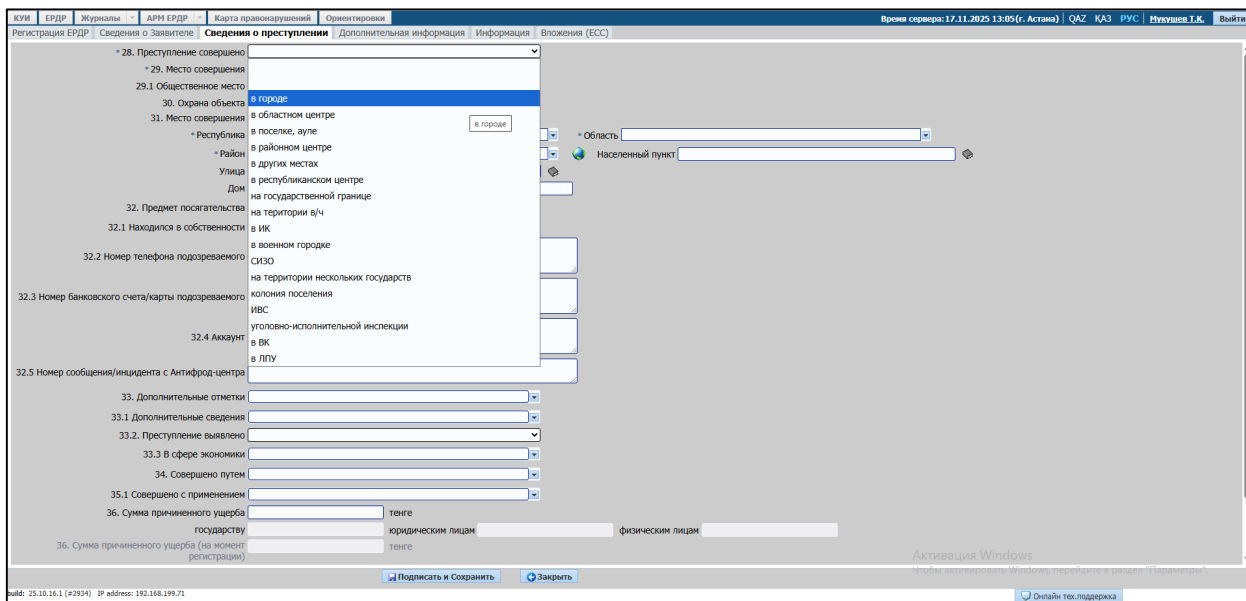 КУИ ЕРДР Журналы АРМ ЕРДР Карта правонарушений Ориентировки Время сервера:17.11.2025 13:05(г. Астана) QAZ ҚАЗ РУС Мукушев Т.К. Выйти
Регистрация ЕРДР Сведения о Заявителе Сведения о преступлении Дополнительная информация Информация Вложения (ЕСС)
* 28. Преступление совершено
* 29. Место совершения
29.1 Общественное место
30. Охрана объекта
31. Место совершения
* Республика * Область
* Район Населенный пункт
Улица
Дом
32. Предмет посягательства
32.1 Находился в собственности
32.2 Номер телефона подозреваемого
32.3 Номер банковского счета/карты подозреваемого
32.4 Аккаунт
32.5 Номер сообщения/инцидента с Антифрод-центра
в городе
в областном центре
в городе
в поселке, ауле
в районном центре
в других местах
в республиканском центре
на государственной границе
на територии в/ч
в ИК
в военном городке
СИЗО
на территории нескольких государств
колония поселения
ИВС
уголовно-исполнительной инспекции
в ВК
в ЛПУ
33. Дополнительные отметки
33.1 Дополнительные сведения
33.2. Преступление выявлено
33.3 В сфере экономики
34. Совершено путем
35.1 Совершено с применением
36. Сумма причиненного ущерба тенге
государству юридическим лицам физическим лицам
36. Сумма причиненного ущерба (на момент
регистрации) тенге
Активация Windows
Чтобы активировать Windows, перейдите в раздел "Параметры".
Подписать и Сохранить Закрыть
build: 25.10.16.1 (#2934) IP address: 192.168.199.71
Онлайн тех.поддержка